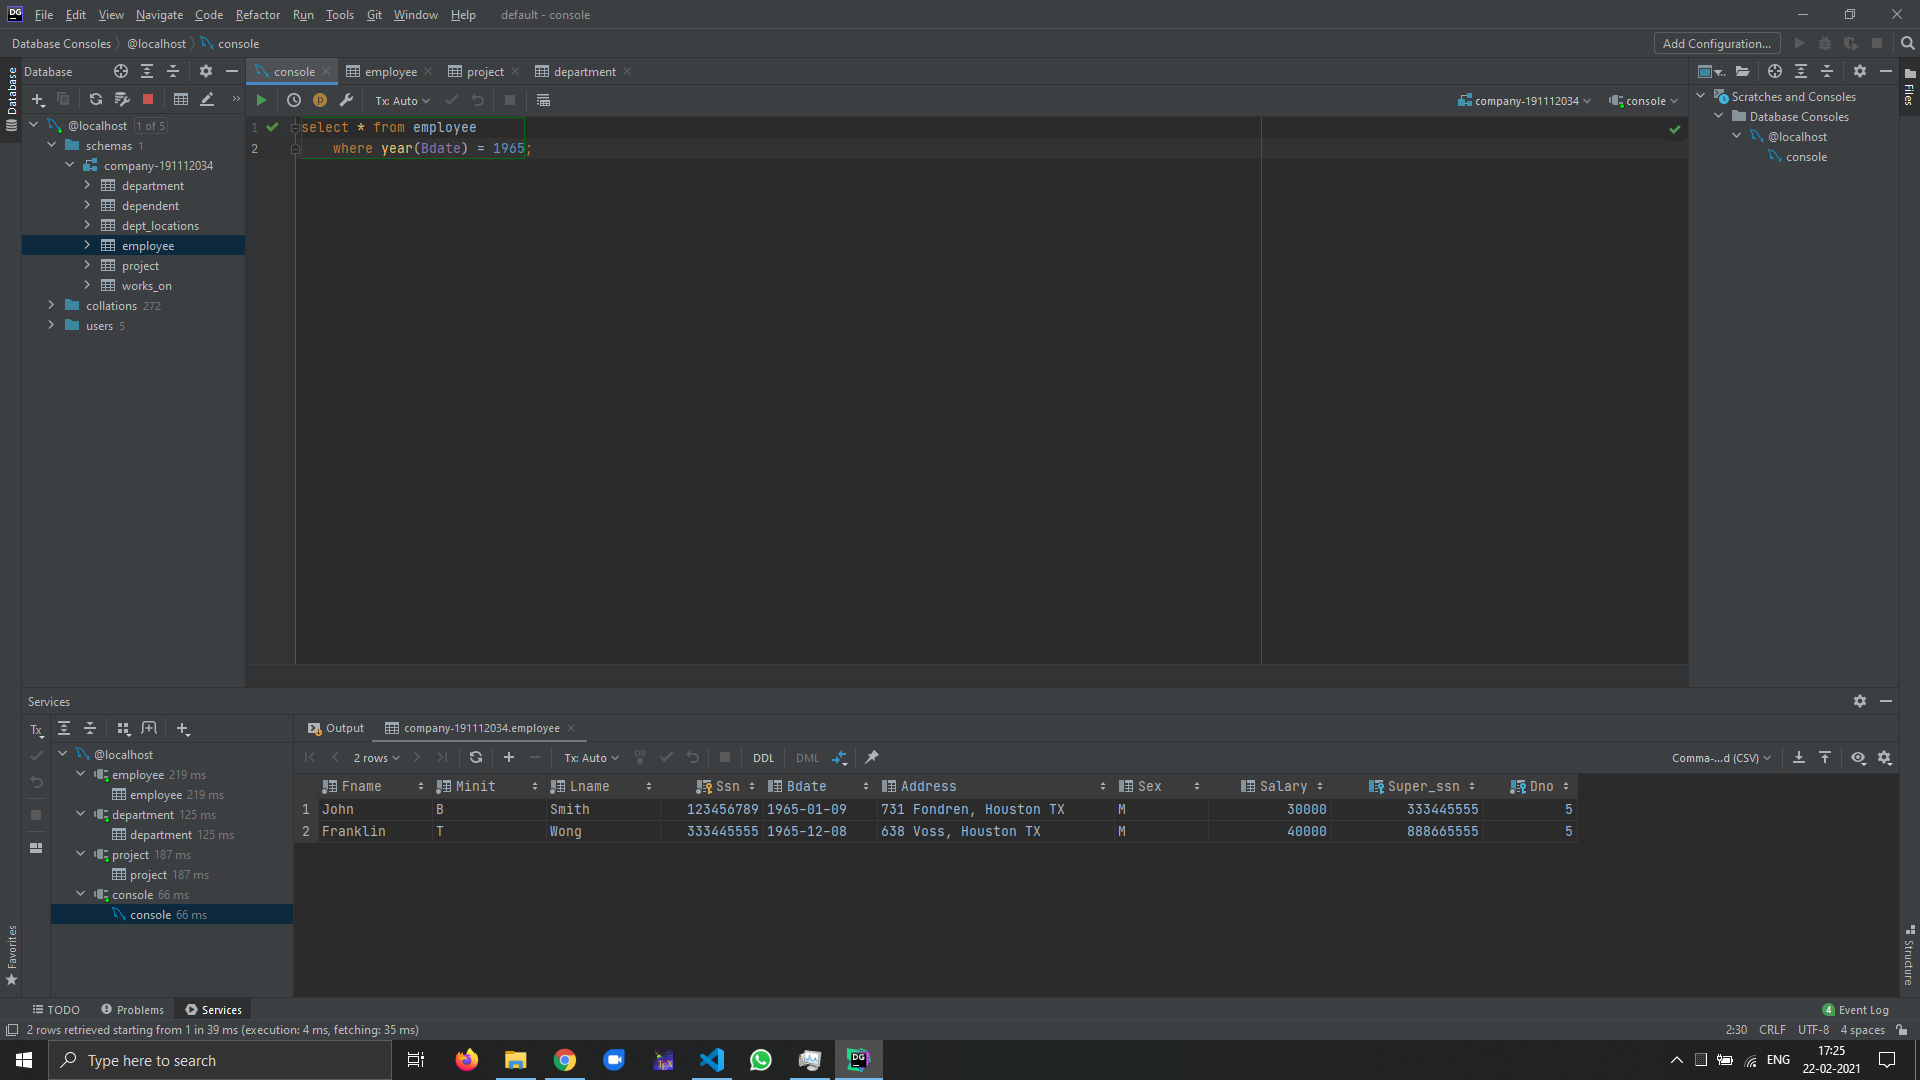 DG File Edit View Navigate Code Refactor Run Tools Git Window Help default - console
Database Consoles @localhost console Add Configuration...
Database
Database
console employee project department
Tx: Auto company-191112034 console
@localhost 1 of 5
schemas 1
company-191112034
department
dependent
dept_locations
employee
project
works_on
collations 272
users 5
1 select * from employee
2 where year(Bdate) = 1965;
Scratches and Consoles
Database Consoles
@localhost
console
Files
Services
Tx
@localhost
employee 219 ms
employee 219 ms
department 125 ms
department 125 ms
project 187 ms
project 187 ms
console 66 ms
console 66 ms
Output company-191112034.employee
2 rows Tx: Auto DB DDL DML Comma-...d (CSV)
Fname Minit Lname Ssn Bdate Address Sex Salary Super_ssn Dno
1 John B Smith 123456789 1965-01-09 731 Fondren, Houston TX M 30000 333445555 5
2 Franklin T Wong 333445555 1965-12-08 638 Voss, Houston TX M 40000 888665555 5
Favorites
Structure
TODO Problems Services 4 Event Log
2 rows retrieved starting from 1 in 39 ms (execution: 4 ms, fetching: 35 ms) 2:30 CRLF UTF-8 4 spaces
Type here to search TEX DG ENG 17:25
22-02-2021